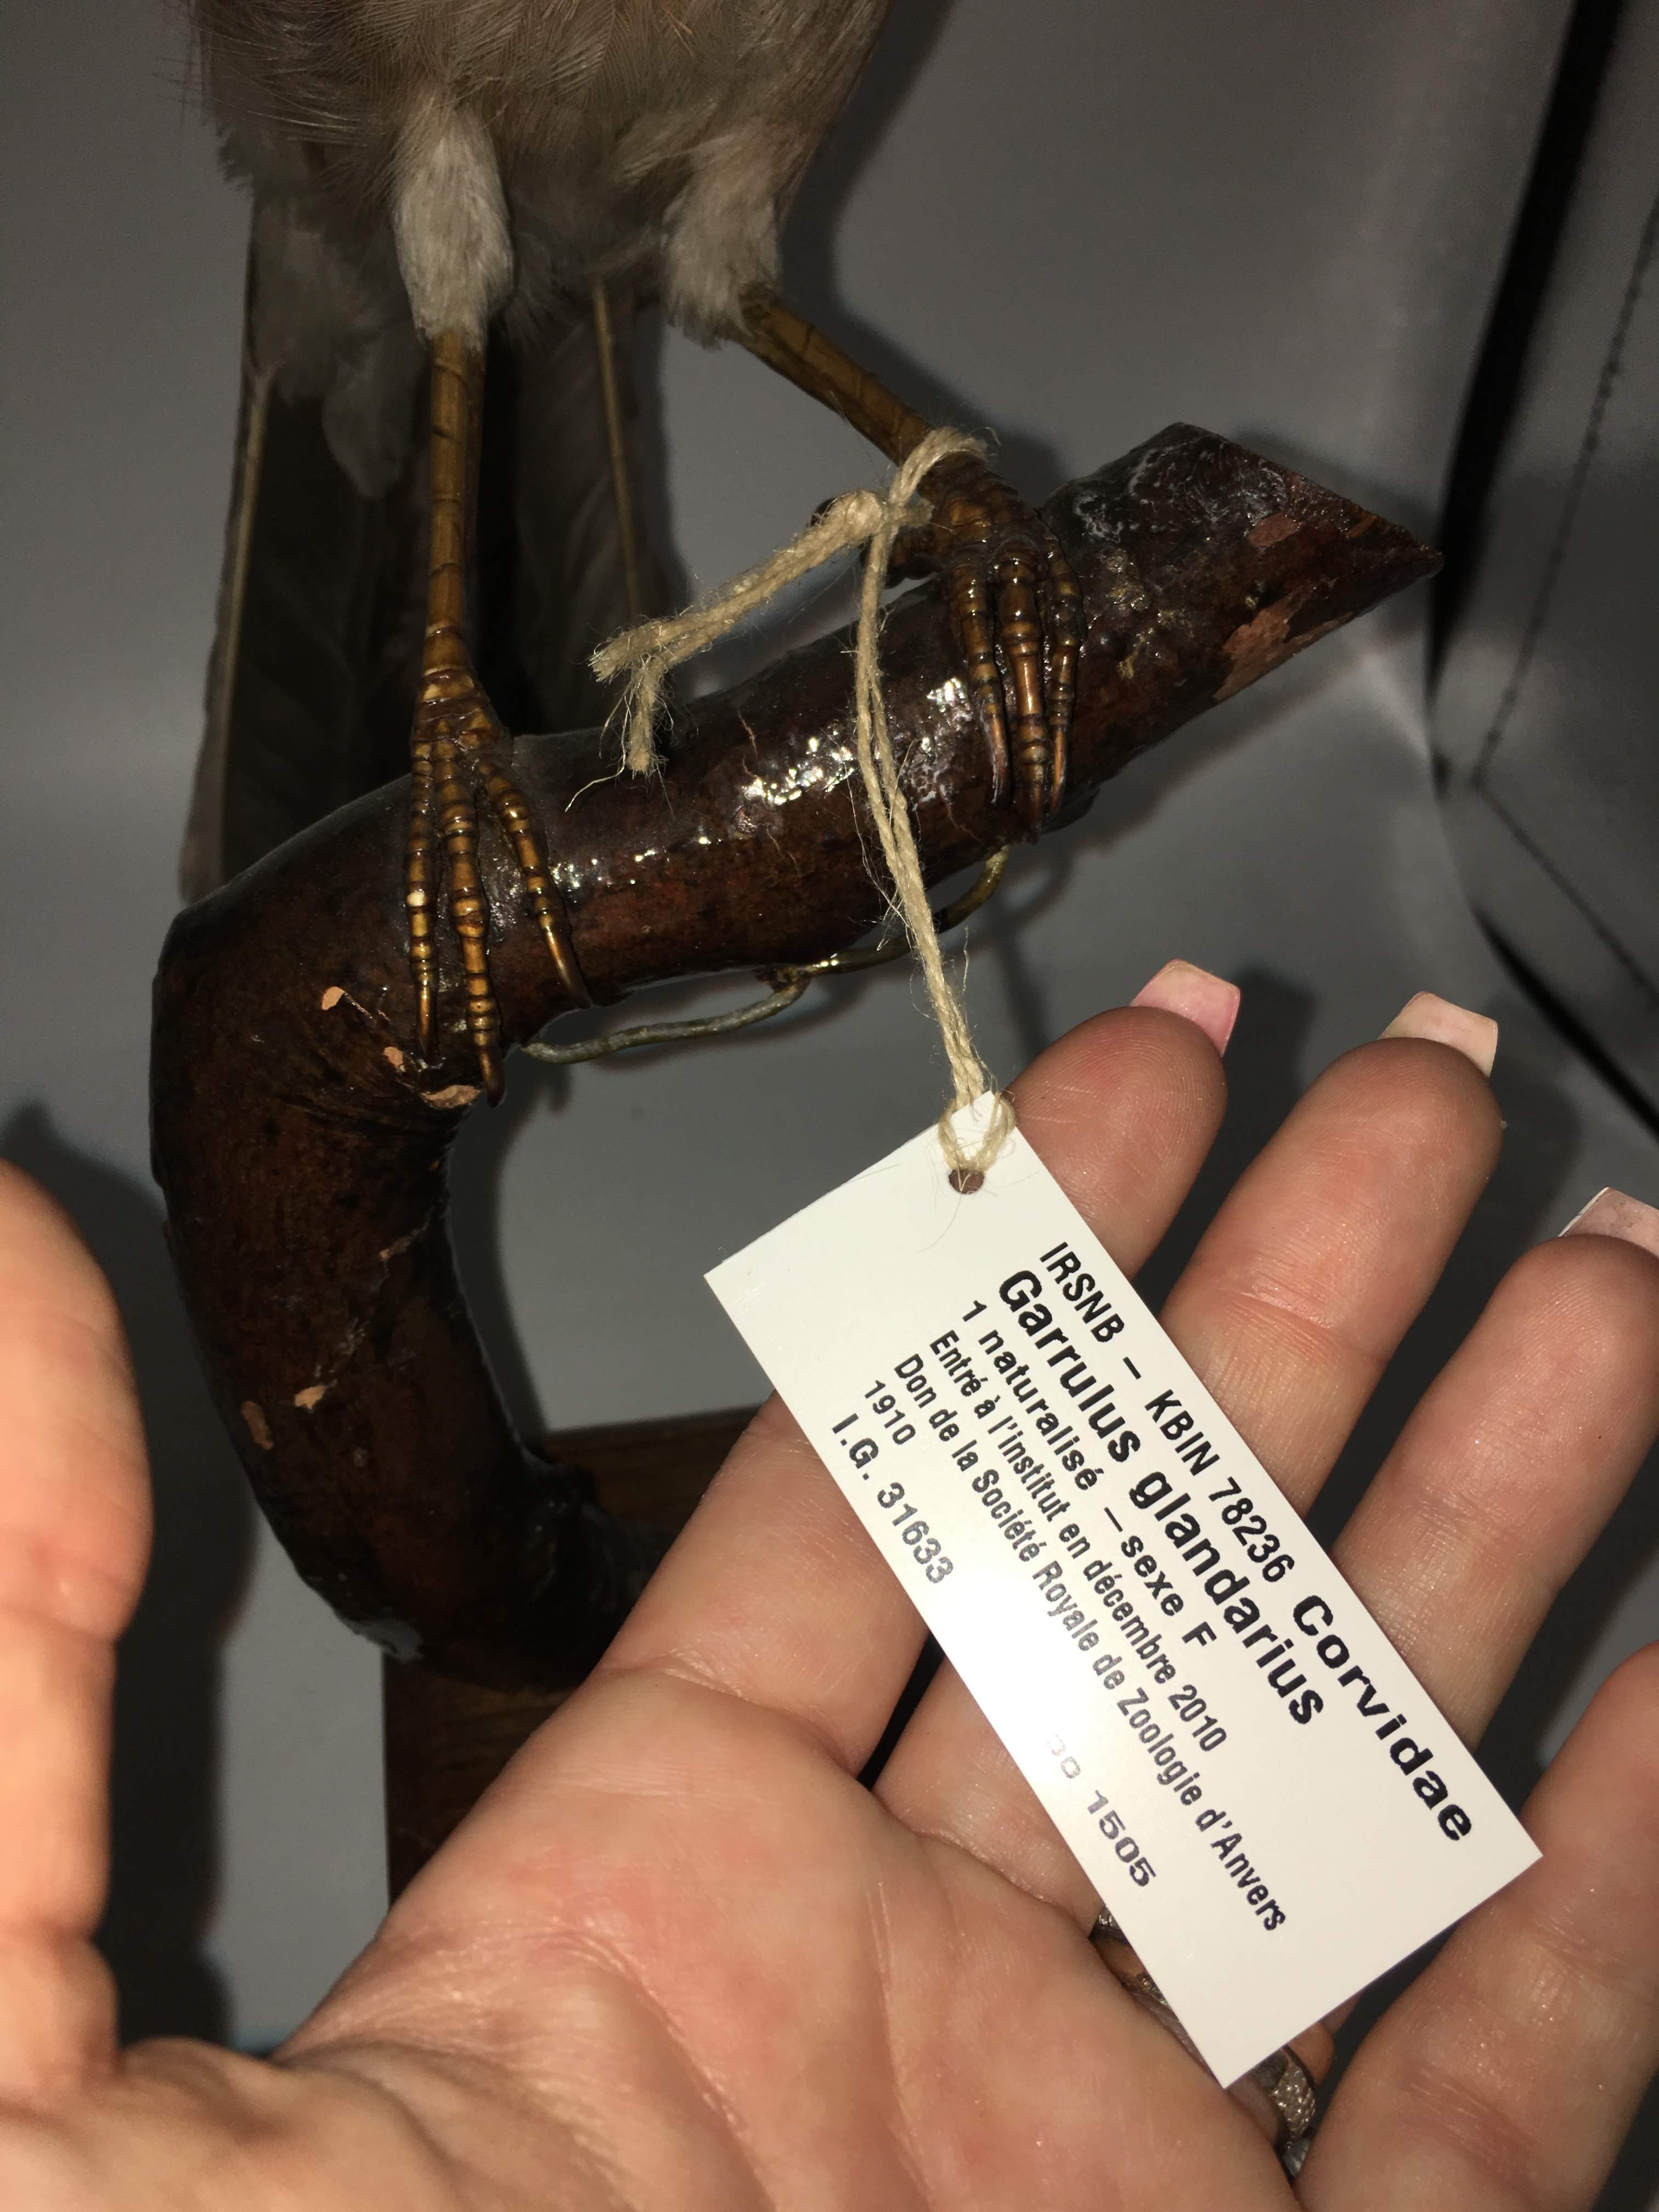 IRSNB – KBIN 78236 Corvidae
Garrulus glandarius
1 naturalisé – sexe F
Entré à l'institut en décembre 2010
Don de la Société Royale de Zoologie d'Anvers
1910
I.G. 31633 1505